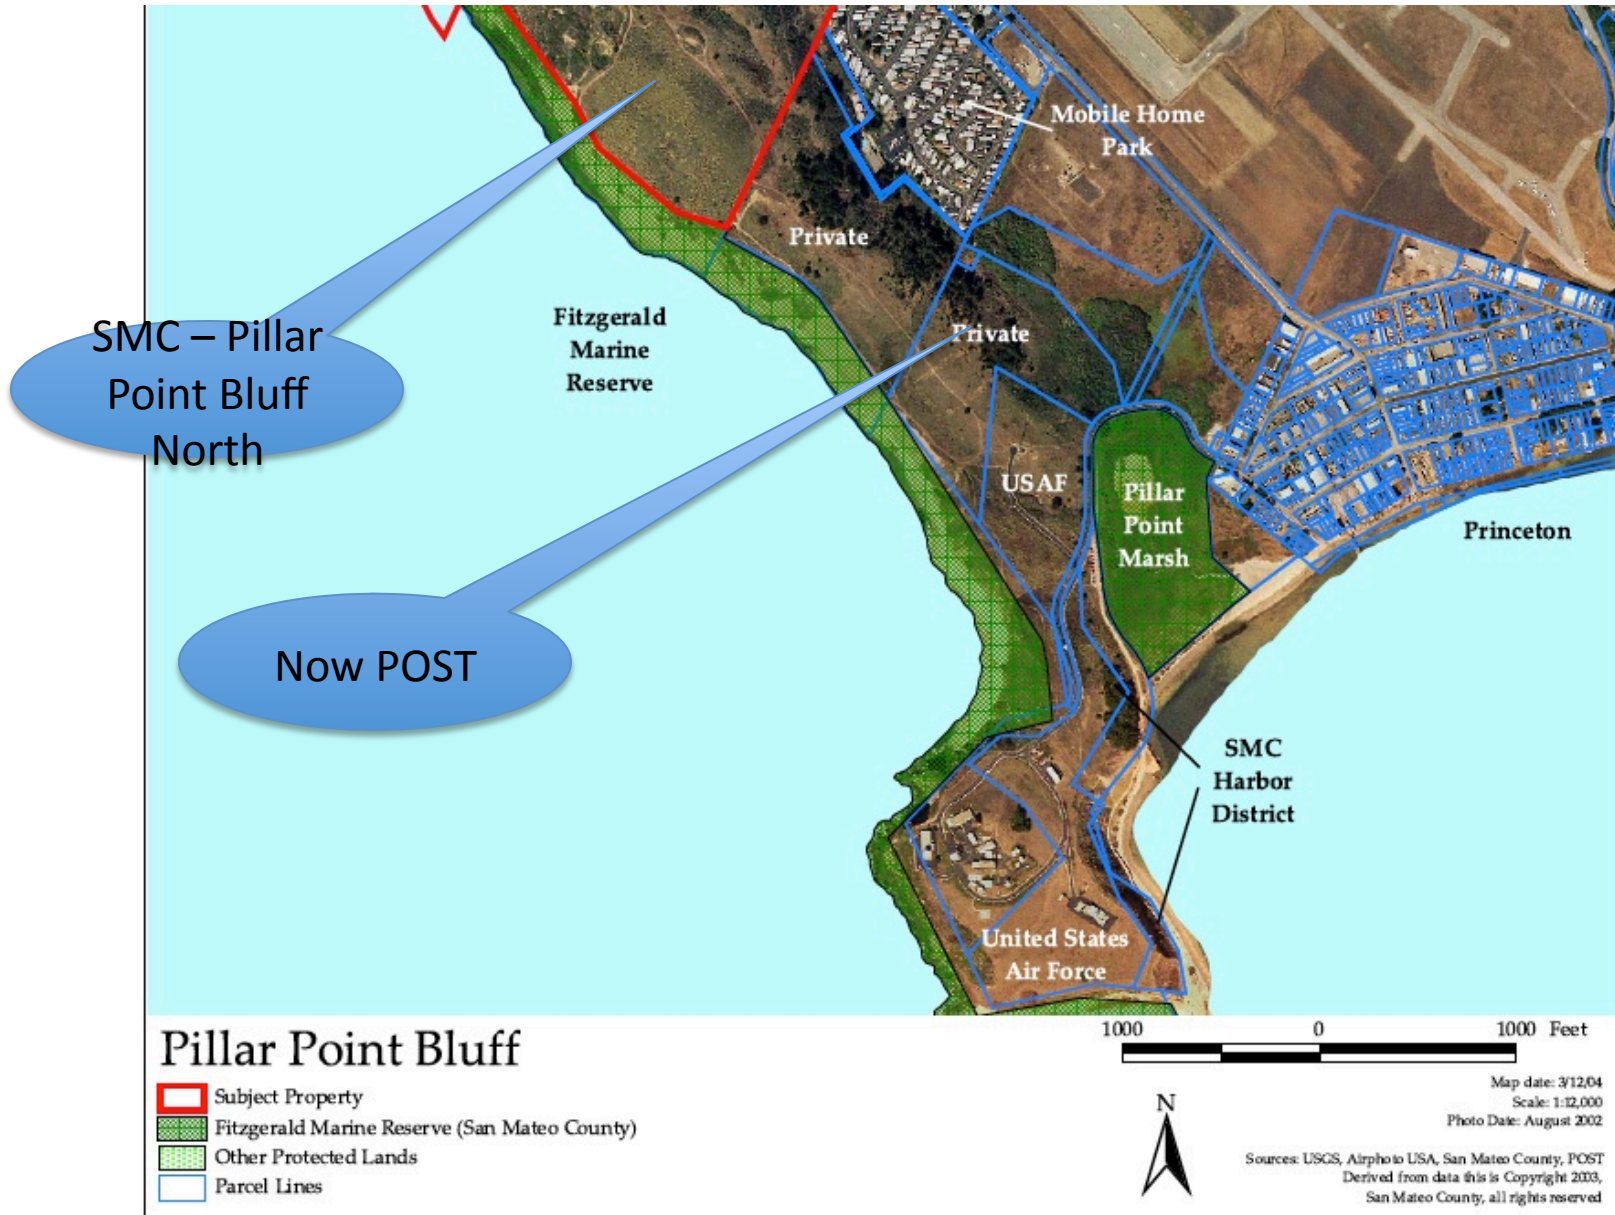 Mobile Home
Park
Private
SMC – Pillar
Point Bluff
North
Fitzgerald
Marine
Reserve
Private
USAF
Pillar
Point
Marsh
Princeton
Now POST
SMC
Harbor
District
United States
Air Force
Pillar Point Bluff
Subject Property
Fitzgerald Marine Reserve (San Mateo County)
Other Protected Lands
Parcel Lines
1000 0 1000 Feet
N
Map date: 3/12/04
Scale: 1:12,000
Photo Date: August 2002
Sources: USGS, Airphoto USA, San Mateo County, POST
Derived from data this is Copyright 2003,
San Mateo County, all rights reserved